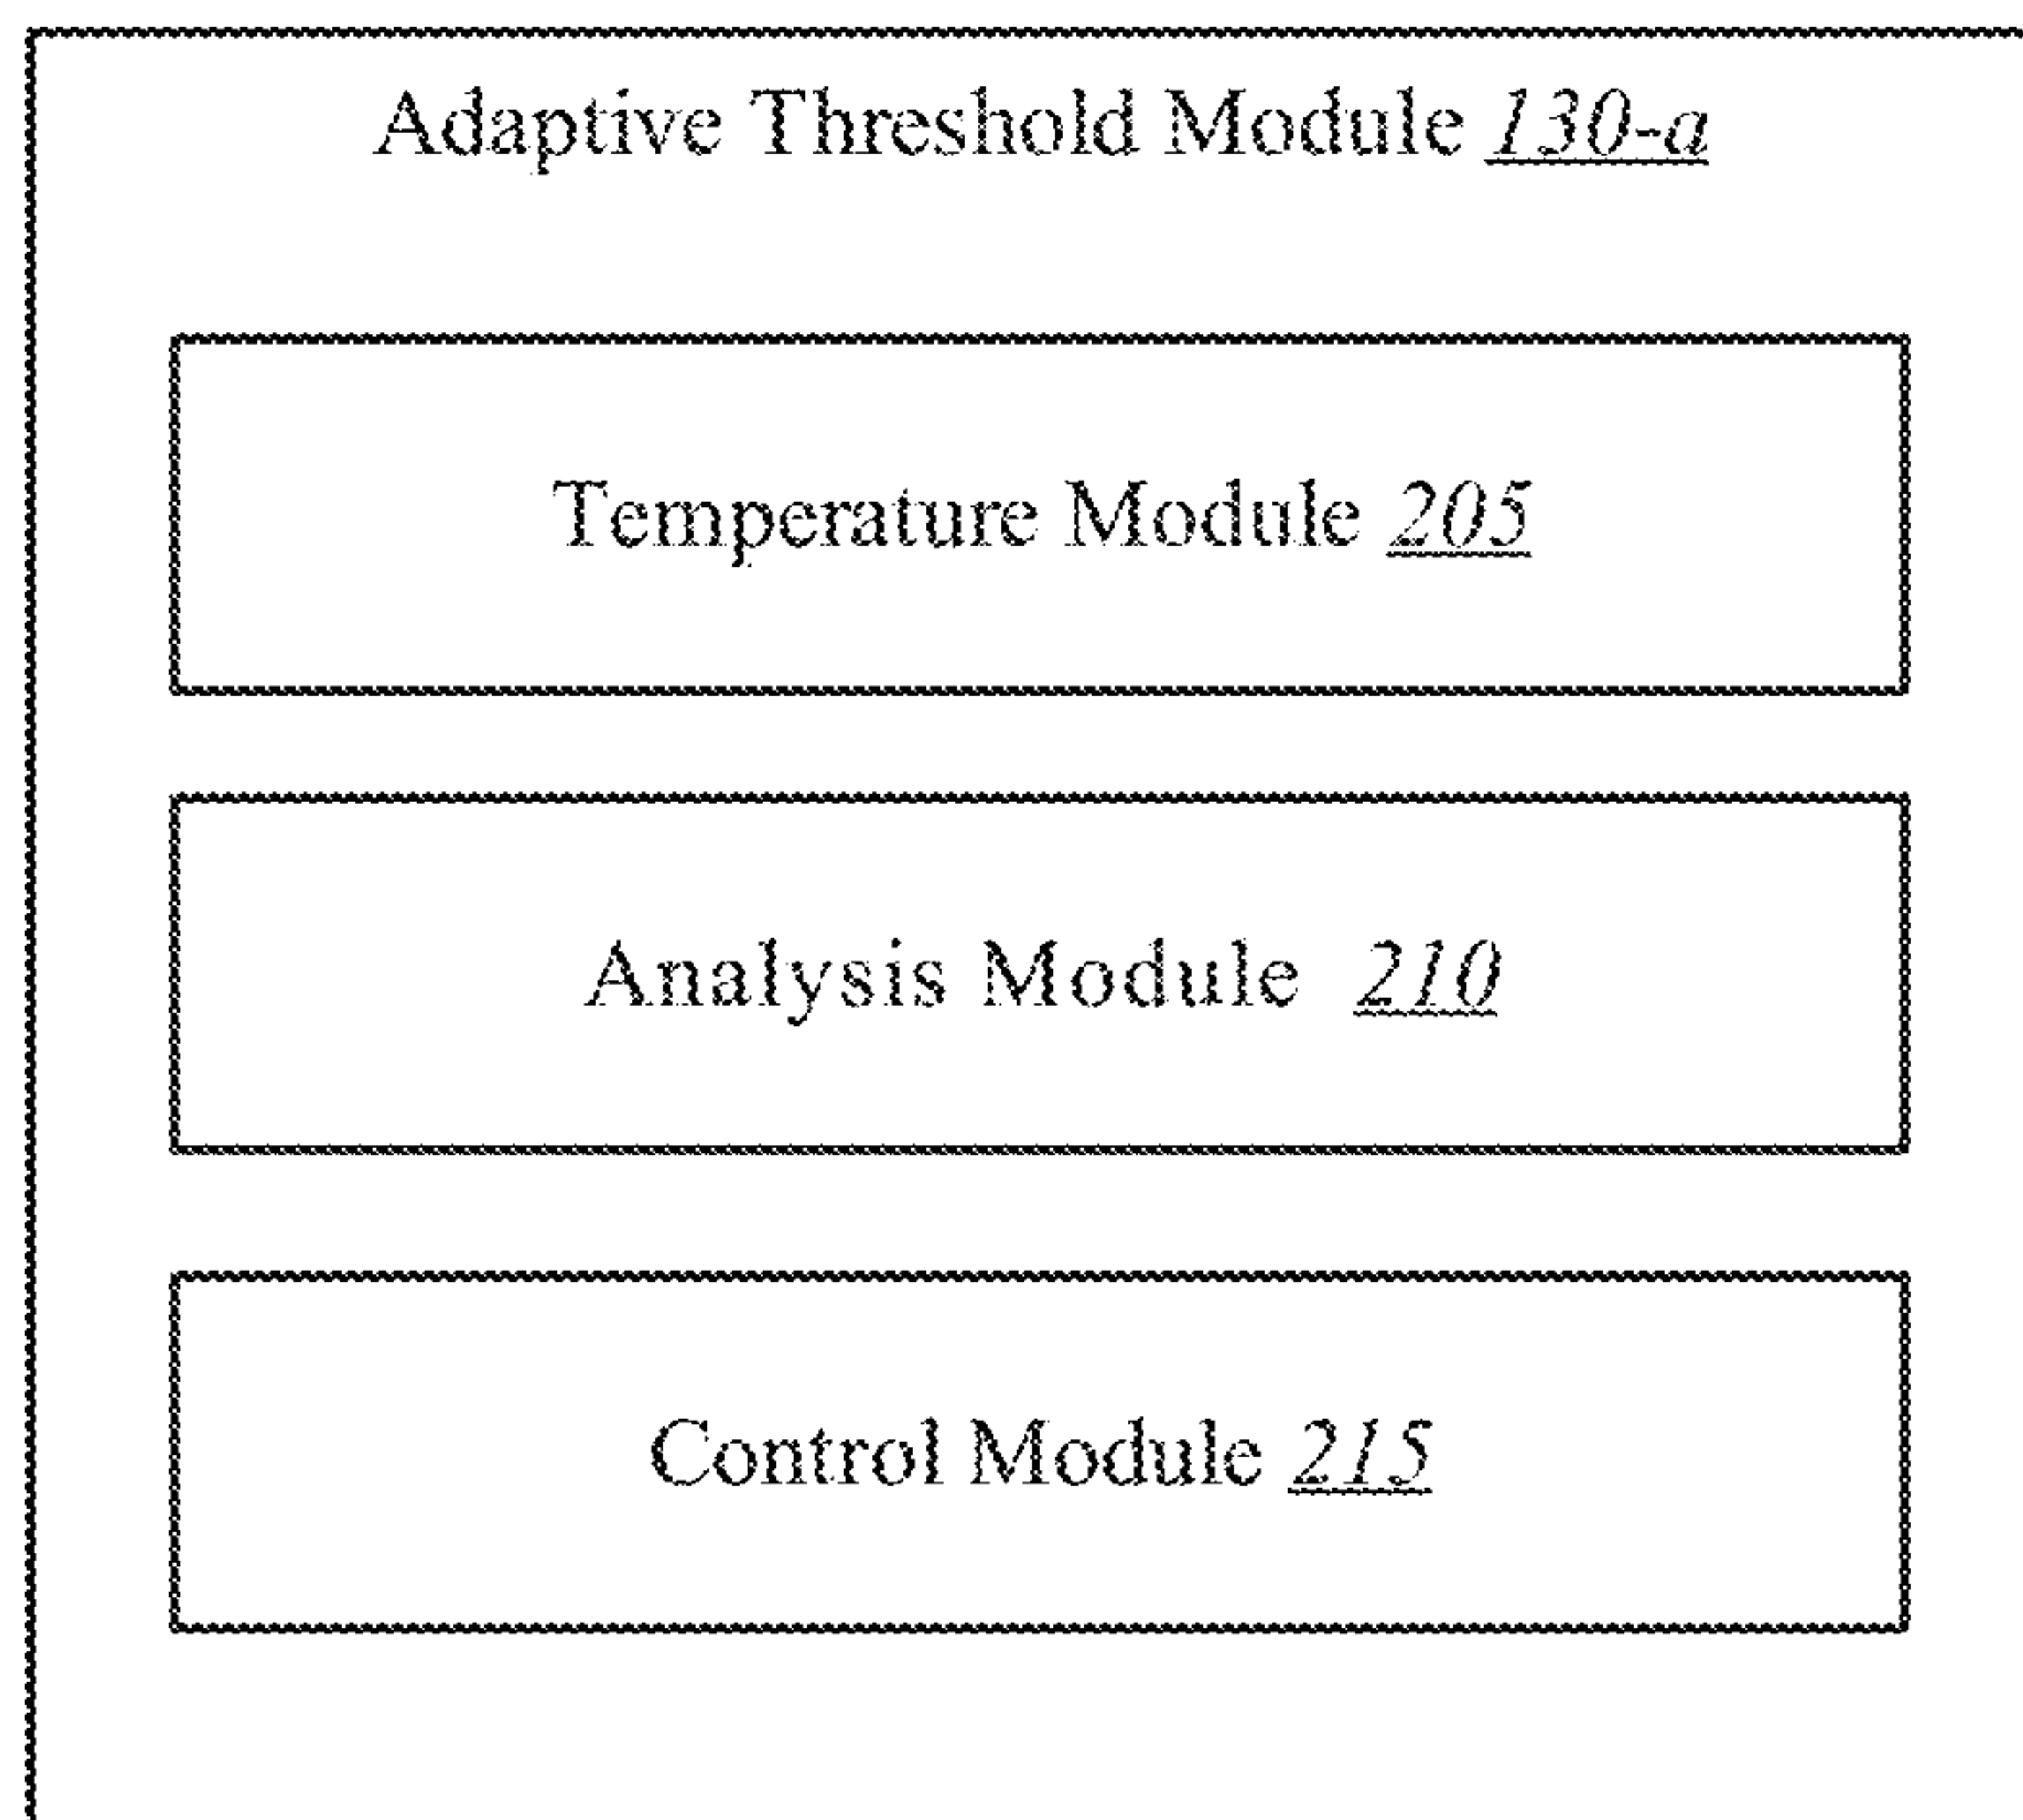 Adaptive Threshold Module 130-a
Temperature Module 205
Analysis Module 210
Control Module 215